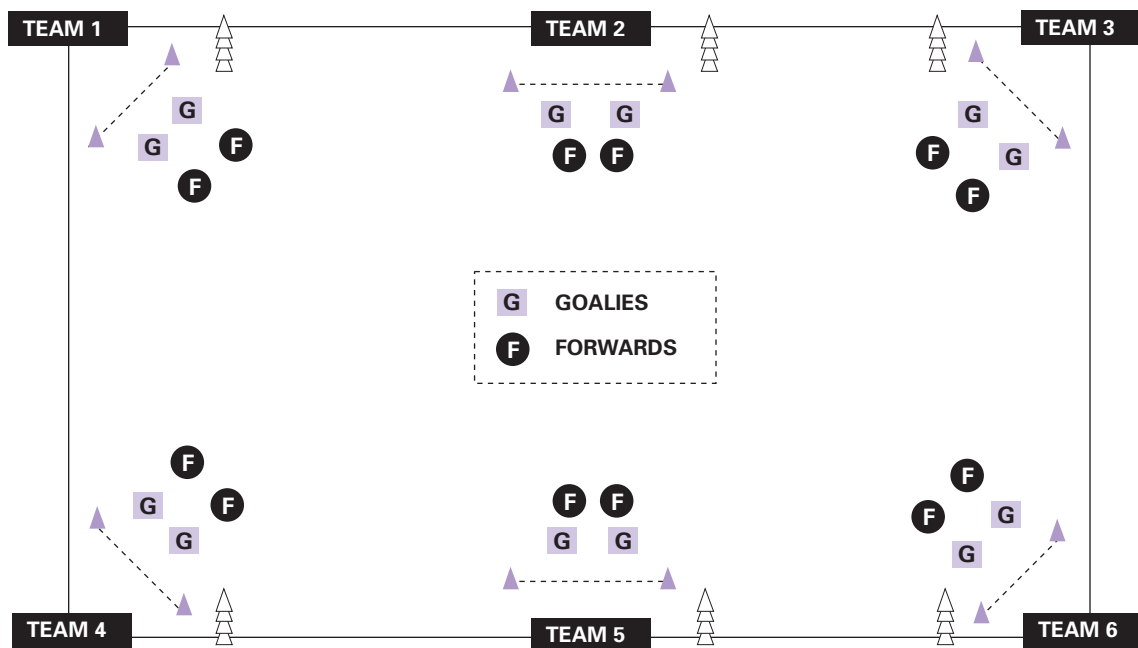 TEAM 1 TEAM 2 TEAM 3
G G G
G F G F
F F F G
F F
G GOALIES
F FORWARDS
F F
G F F F F G
G G G G
TEAM 4 TEAM 5 TEAM 6